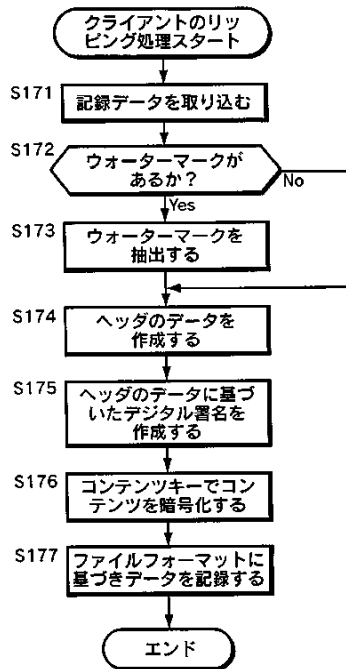 クライアントのリッ
ピング処理スタート
S171
記録データを取り込む
S172
ウォーターマークが
あるか？
No
Yes
S173
ウォーターマークを
抽出する
S174
ヘッダのデータを
作成する
S175
ヘッダのデータに基づ
いたデジタル署名を
作成する
S176
コンテンツキーでコン
テンツを暗号化する
S177
ファイルフォーマットに
基づきデータを記録する
エンド